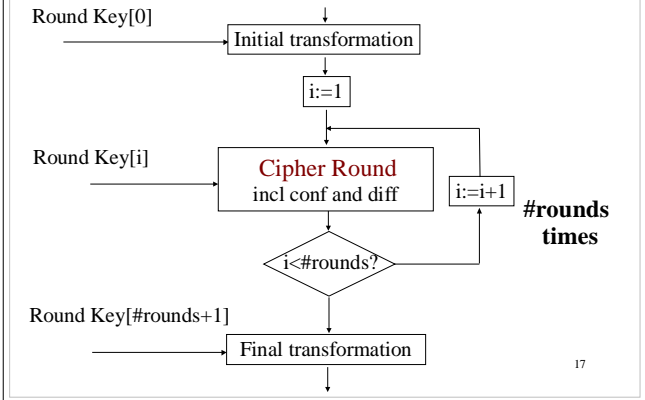 Round Key[0]
Initial transformation
i:=1
Round Key[i]
Cipher Round
incl conf and diff
i:=i+1
#rounds
times
i<#rounds?
Round Key[#rounds+1]
Final transformation
17